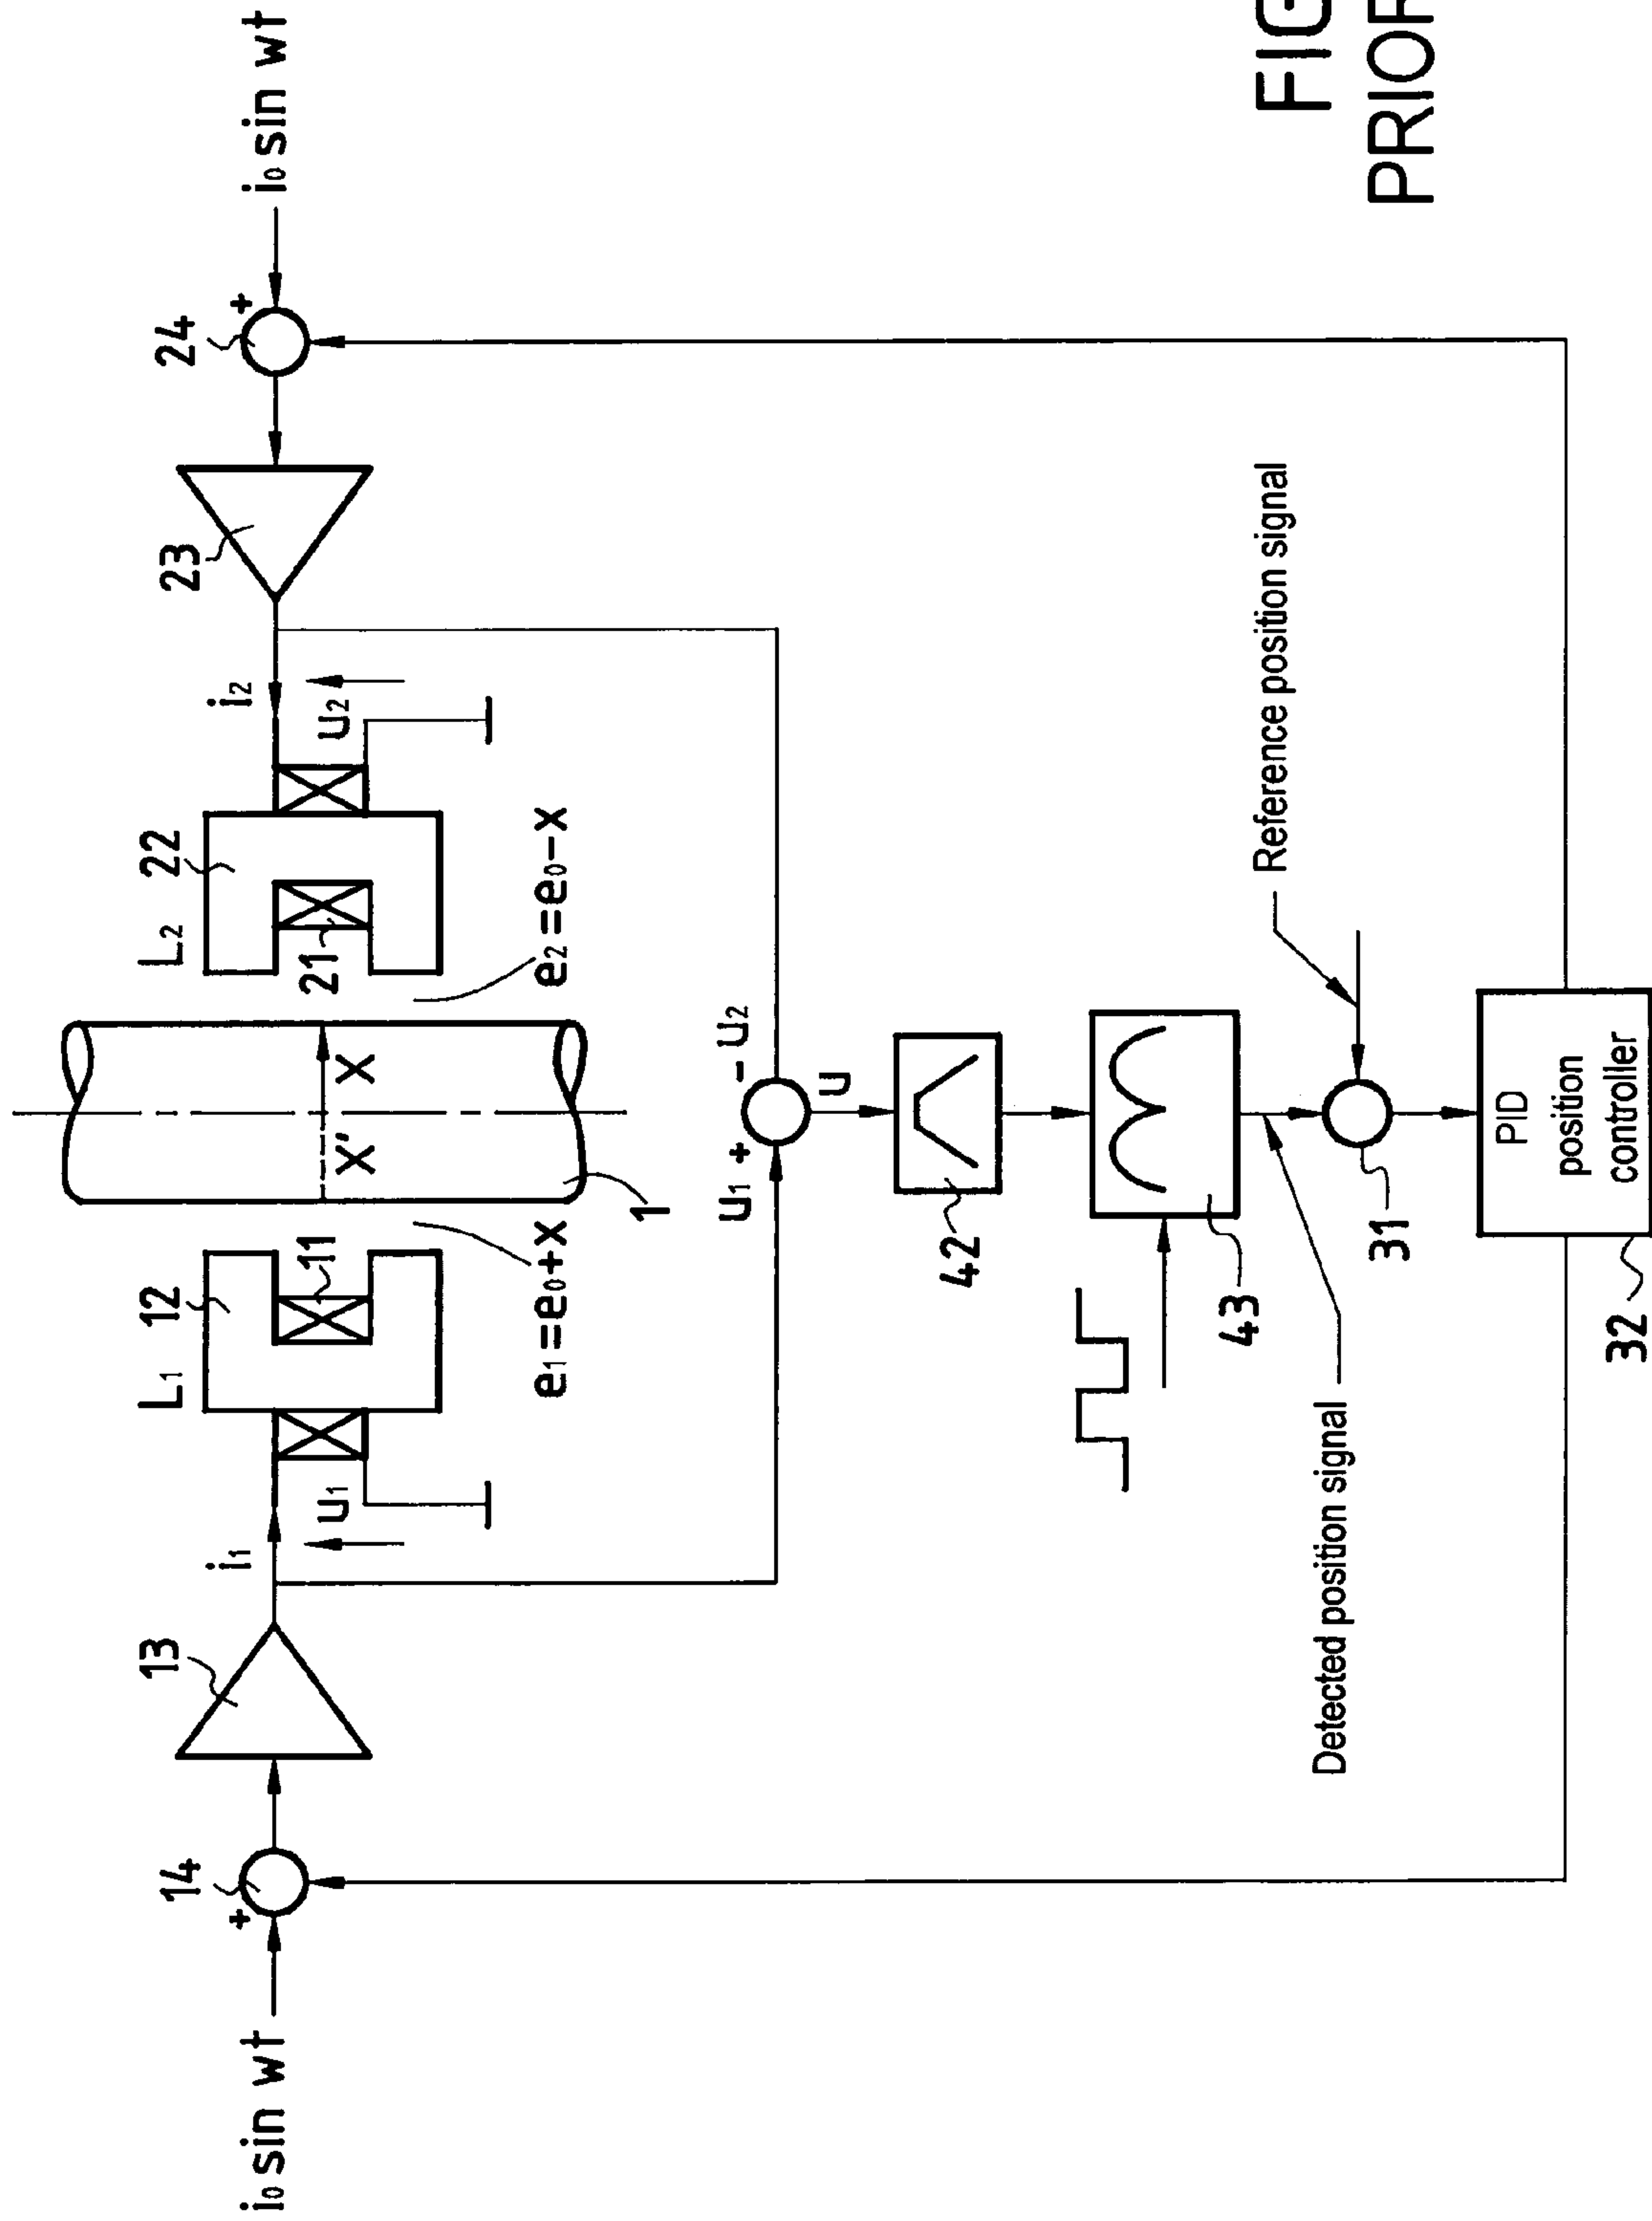 i₀ sin wt
14
+
13
i₁
u₁
L₁
12
11
e₁=e₀+x
1
X'
X
L₂
22
21
e₂=e₀-x
i₂
u₂
23
24
+
i₀ sin wt
u₁ + - u₂
u
42
43
Detected position signal
Reference position signal
31
PID
position
controller
32
FIG
PRIOR